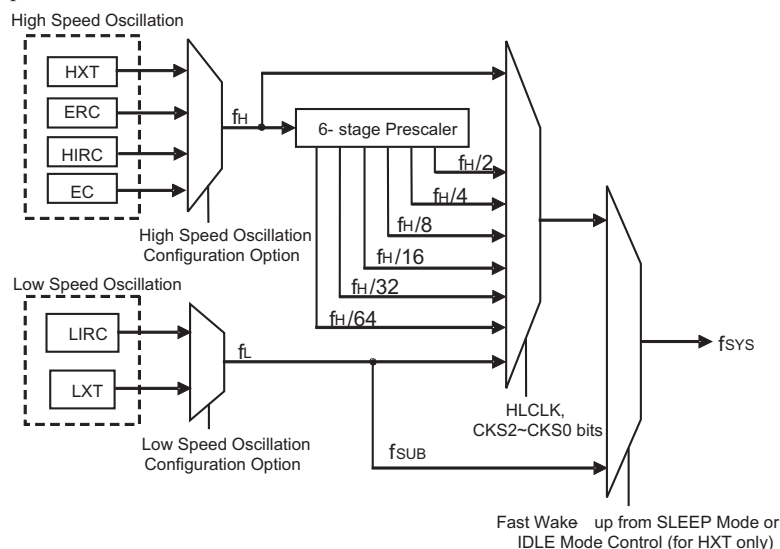 High Speed Oscillation
HXT
ERC
HIRC
EC
fH
6- stage Prescaler
fH/2
fH/4
fH/8
fH/16
fH/32
fH/64
High Speed Oscillation
Configuration Option
Low Speed Oscillation
LIRC
LXT
fL
Low Speed Oscillation
Configuration Option
fSUB
HLCLK,
CKS2~CKS0 bits
fSYS
Fast Wake up from SLEEP Mode or
IDLE Mode Control (for HXT only)